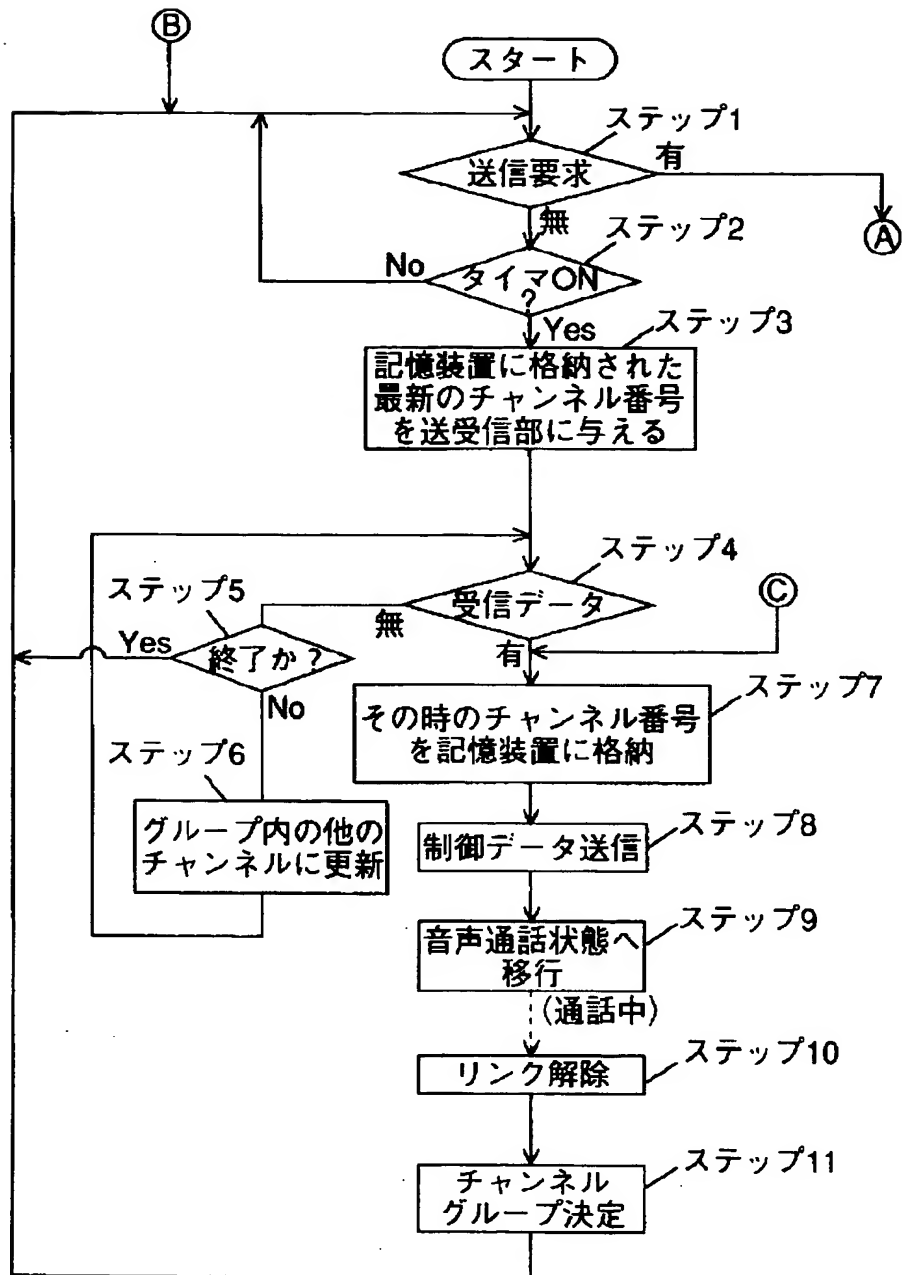 B
スタート
ステップ1
送信要求
有
A
無
ステップ2
No
タイマON
?
Yes
ステップ3
記憶装置に格納された
最新のチャンネル番号
を送受信部に与える
ステップ4
受信データ
C
ステップ5
無
Yes
終了か?
有
No
ステップ7
その時のチャンネル番号
を記憶装置に格納
ステップ6
グループ内の他の
チャンネルに更新
ステップ8
制御データ送信
ステップ9
音声通話状態へ
移行
(通話中)
ステップ10
リンク解除
ステップ11
チャンネル
グループ決定